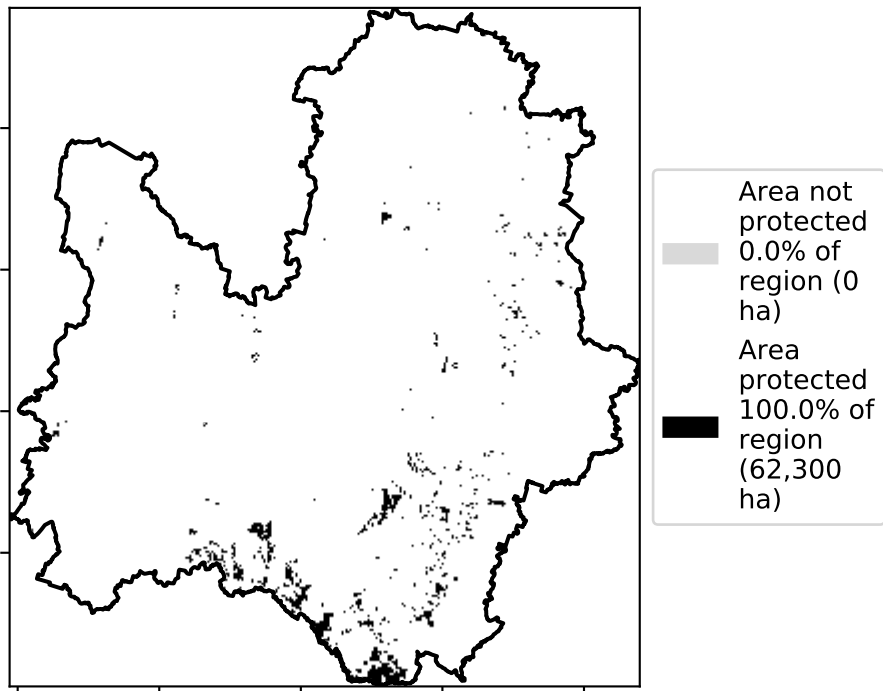 Area not
protected
0.0% of
region (0
ha)
Area
protected
100.0% of
region
(62,300
ha)